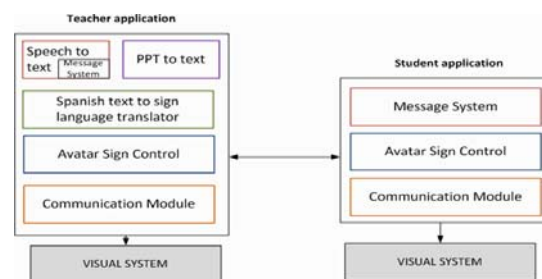 Teacher application
Speech to
text
Message
System
PPT to text
Spanish text to sign
language translator
Avatar Sign Control
Communication Module
VISUAL SYSTEM
Student application
Message System
Avatar Sign Control
Communication Module
VISUAL SYSTEM